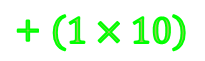 + (1 × 10)